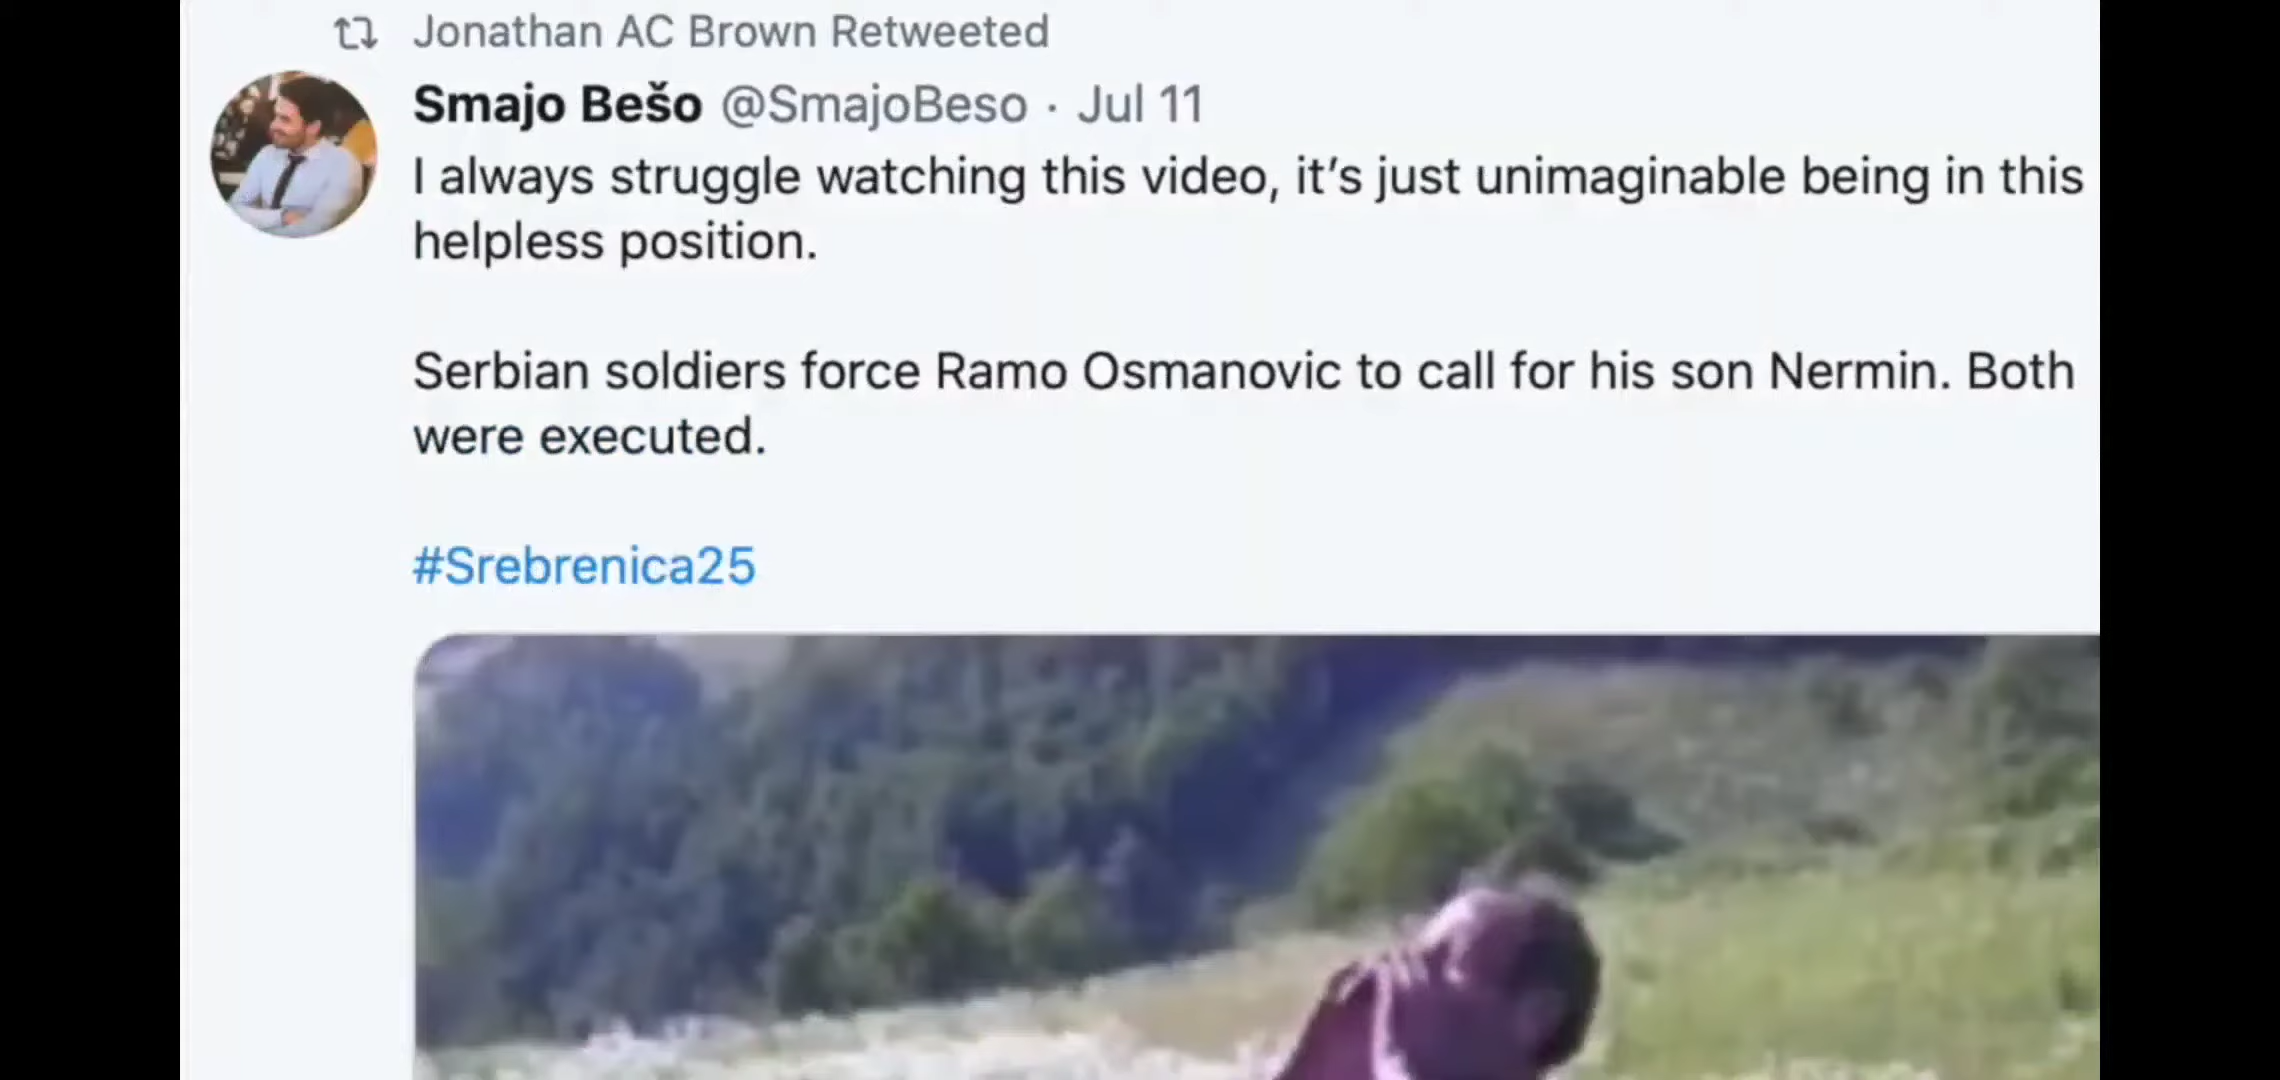 Jonathan AC Brown Retweeted
Smajo Bešo @SmajoBeso · Jul 11
I always struggle watching this video, it’s just unimaginable being in this
helpless position.
Serbian soldiers force Ramo Osmanovic to call for his son Nermin. Both
were executed.
#Srebrenica25